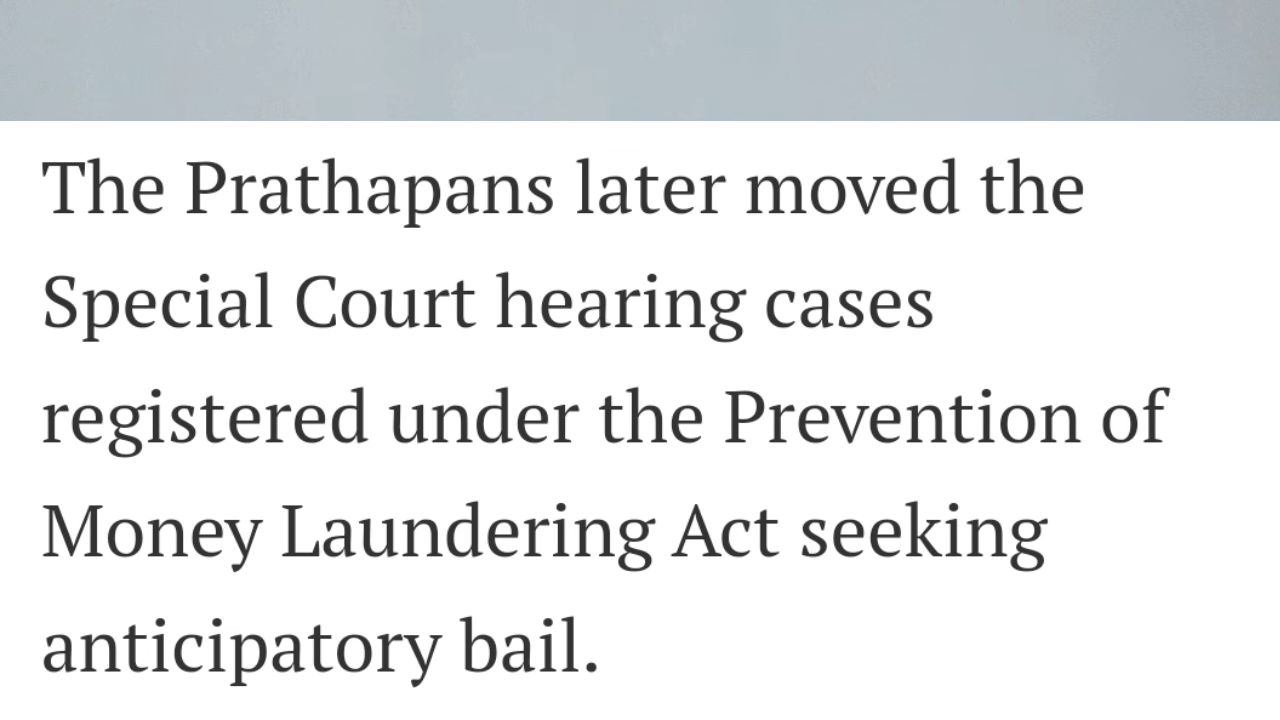 The Prathapans later moved the
Special Court hearing cases
registered under the Prevention of
Money Laundering Act seeking
anticipatory bail.